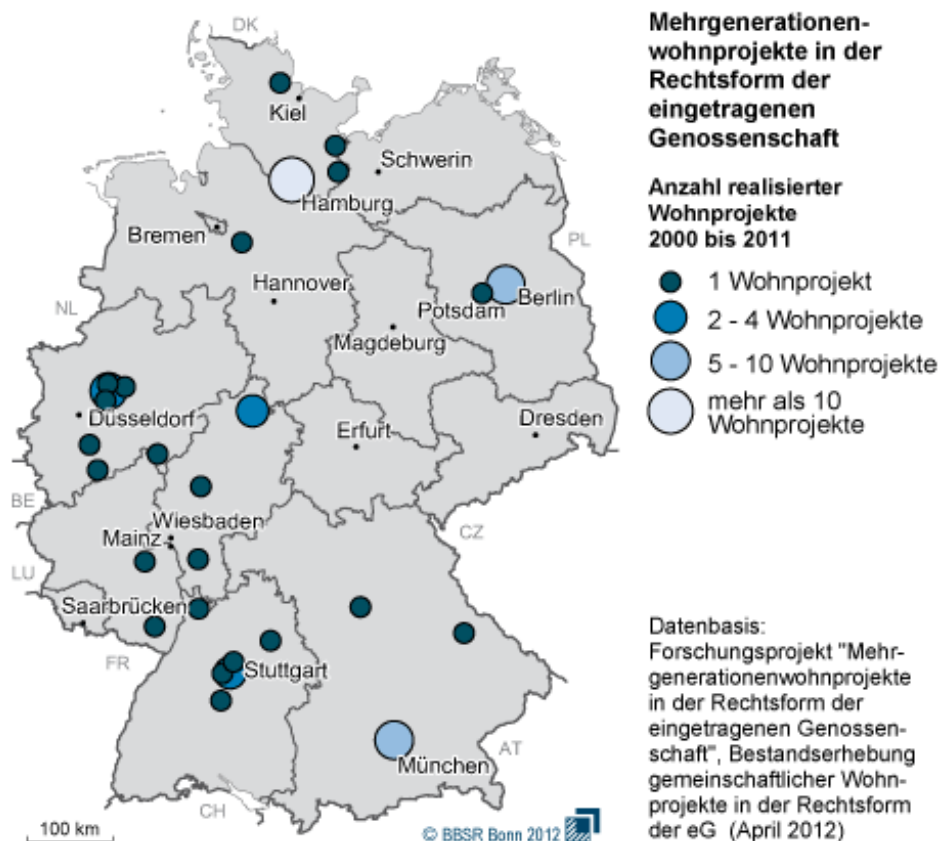 Mehrgenerationen-
wohnprojekte in der
Rechtsform der
eingetragenen
Genossenschaft
Anzahl realisierter
Wohnprojekte
2000 bis 2011
1 Wohnprojekt
2 - 4 Wohnprojekte
5 - 10 Wohnprojekte
mehr als 10
Wohnprojekte
Datenbasis:
Forschungsprojekt "Mehr-
generationenwohnprojekte
in der Rechtsform der
eingetragenen Genossen-
schaft", Bestandserhebung
gemeinschaftlicher Wohn-
projekte in der Rechtsform
der eG (April 2012)
DK
Kiel
Schwerin
Hamburg
Bremen
PL
Hannover
Berlin
Potsdam
NL
Magdeburg
Düsseldorf
Dresden
Erfurt
BE
Wiesbaden
CZ
Mainz
LU
Saarbrücken
FR
Stuttgart
AT
München
CH
100 km
© BBSR Bonn 2012